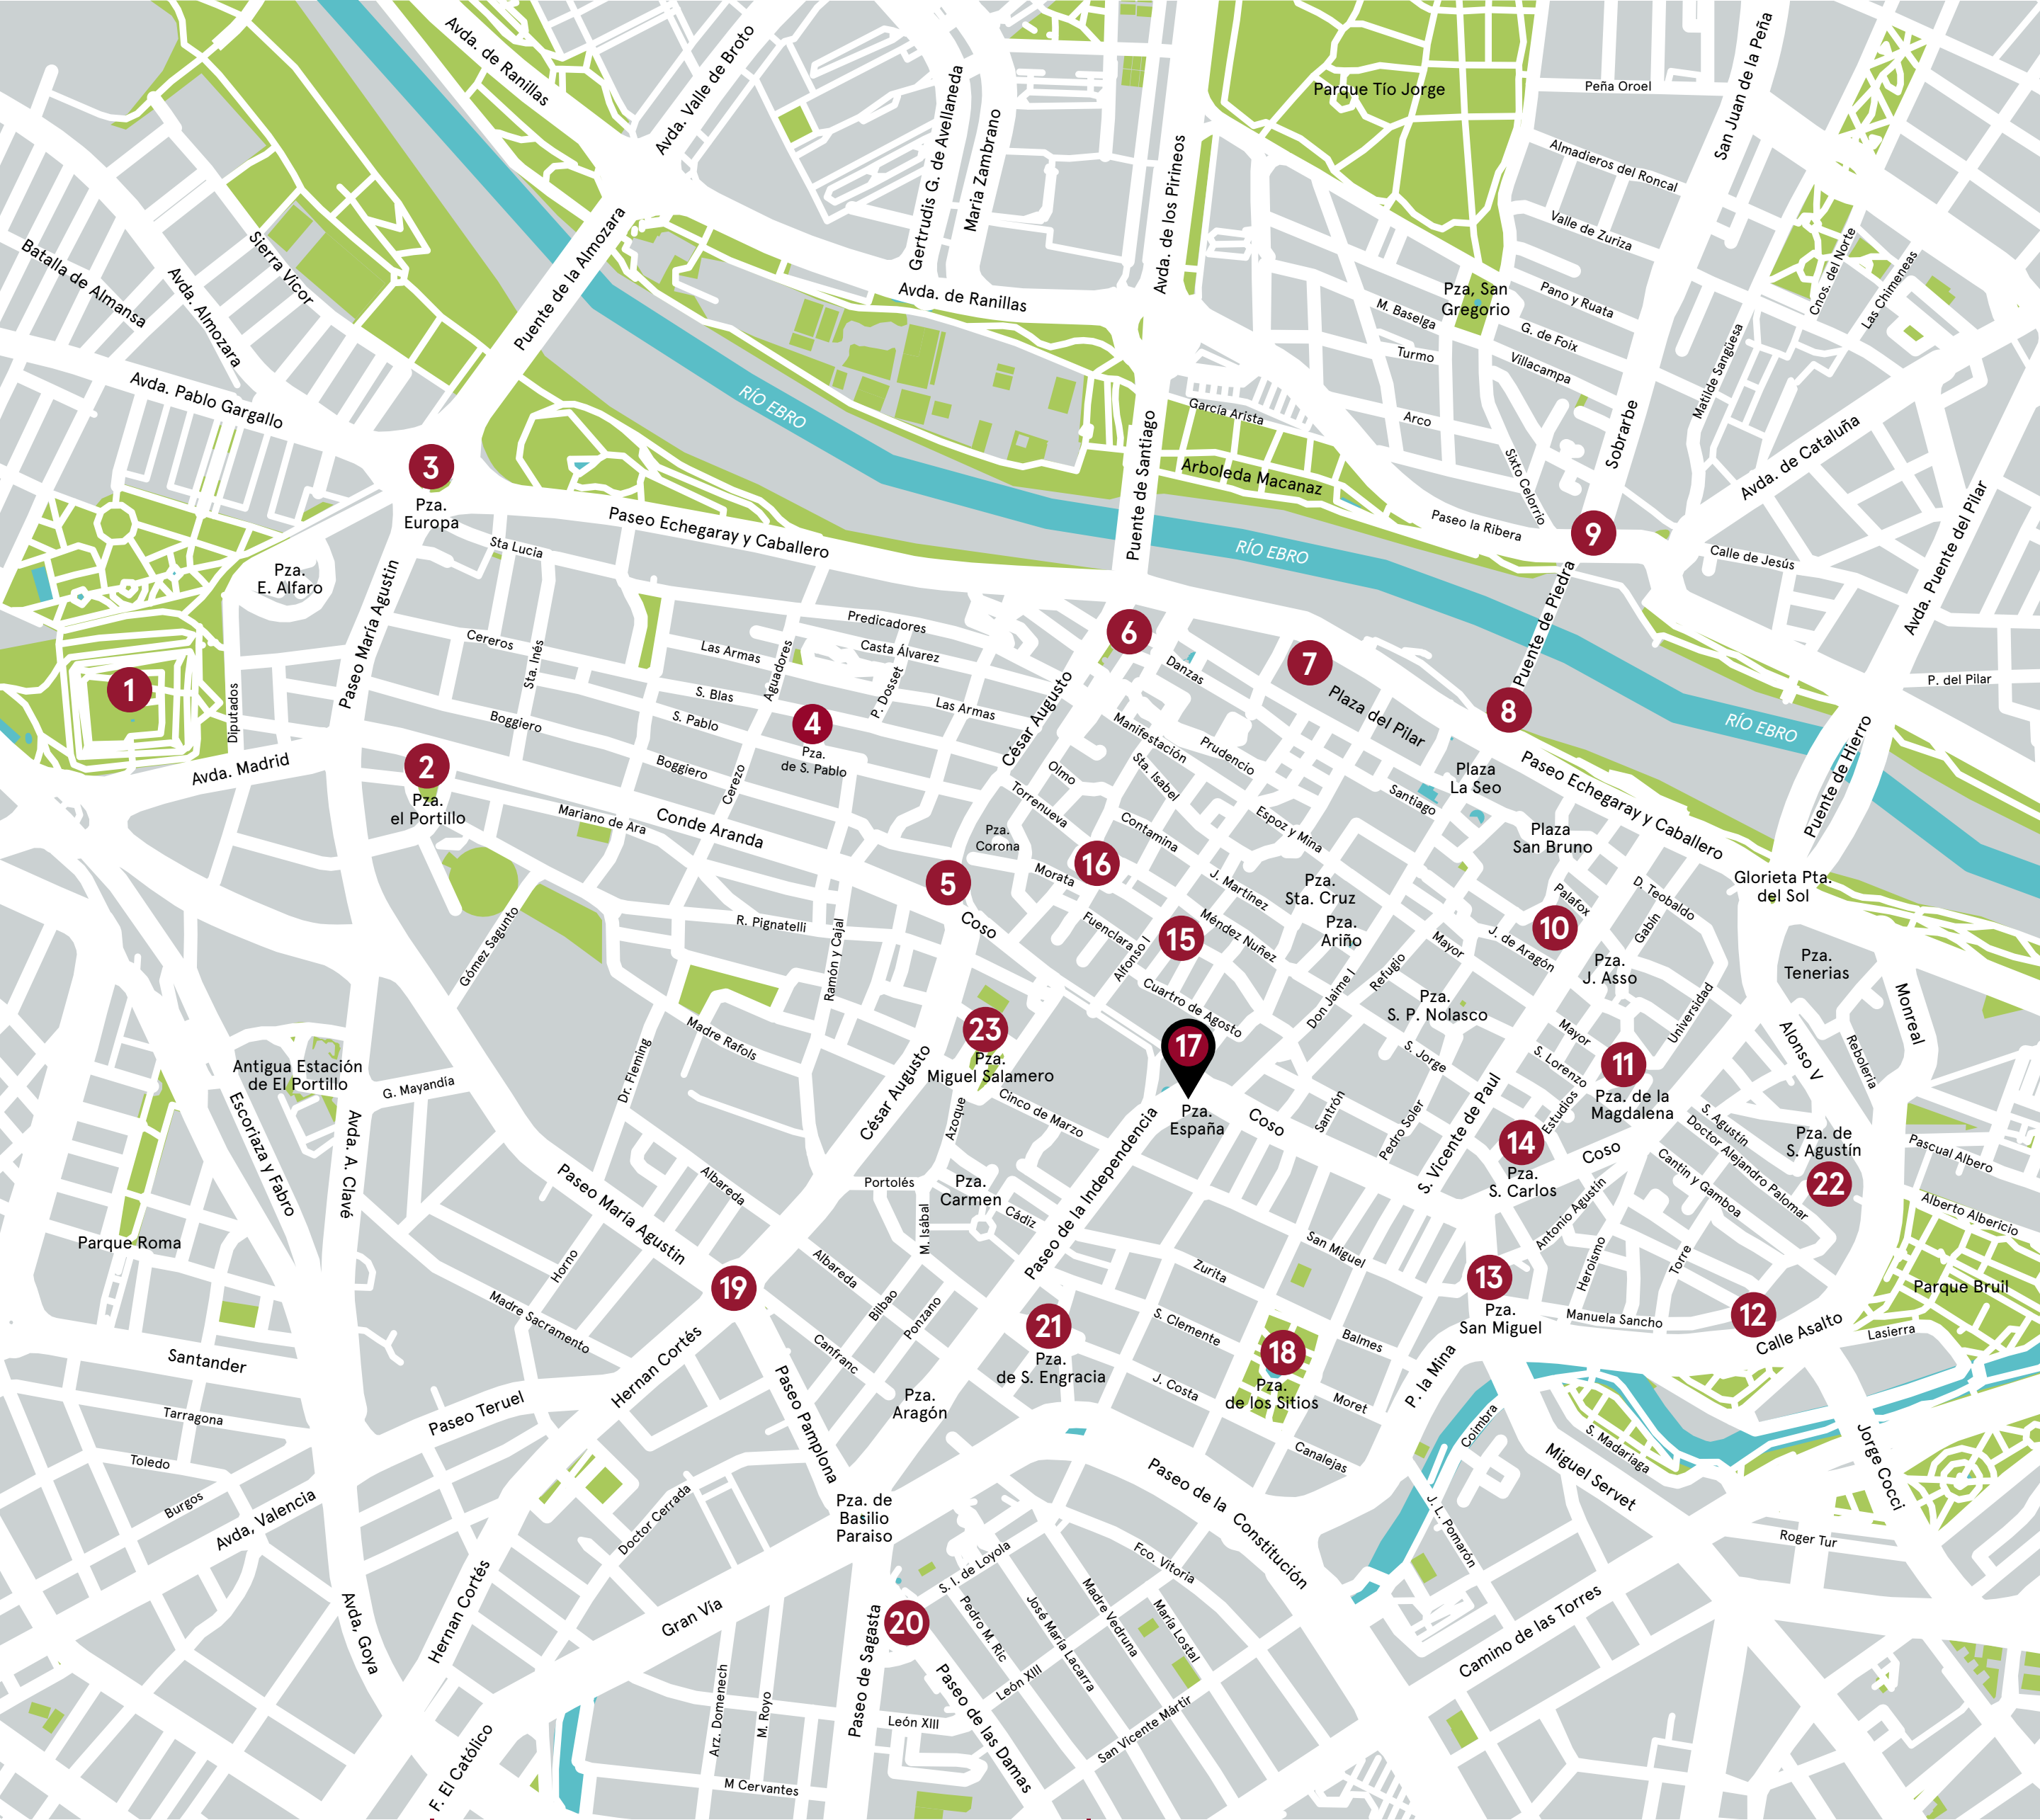 Avda. de Ranillas
Avda. Valle de Broto
Gertrudis G. de Avellaneda
Maria Zambrano
Avda. de los Pirineos
Parque Tío Jorge
Peña Oroel
San Juan de la Peña
Almadieros del Roncal
Valle de Zuriza
Cnos. del Norte
Las Chimeneas
Batalla de Almansa
Avda. Almozara
Sierra Vicor
Puente de la Almozara
Avda. de Ranillas
Pza, San
Gregorio
Pano y Ruata
M. Baselga
G. de Foix
Turmo
Villacampa
Matilde Sangüesa
Avda. Pablo Gargallo
RÍO EBRO
García Arista
Arco
Sobrarbe
Avda. de Cataluña
3
Pza.
Europa
Puente de Santiago
Arboleda Macanaz
Sixto Celorrio
Paseo la Ribera
9
Avda. Puente del Pilar
Paseo Echegaray y Caballero
Sta Lucia
RÍO EBRO
Calle de Jesús
Pza.
E. Alfaro
Paseo María Agustin
Puente de Piedra
Predicadores
6
Cereros
Sta. Inés
Las Armas
Casta Álvarez
Aguadores
P. Dosset
Danzas
7
1
Diputados
S. Blas
Las Armas
César Augusto
Plaza del Pilar
8
P. del Pilar
Boggiero
S. Pablo
4
Pza.
de S. Pablo
Manifestación
Prudencio
RÍO EBRO
Avda. Madrid
2
Pza.
el Portillo
Boggiero
Cerezo
Olmo
Sta. Isabel
Plaza
La Seo
Paseo Echegaray y Caballero
Puente de Hierro
Mariano de Ara
Conde Aranda
Torrenueva
Santiago
Pza.
Corona
Contamina
Espoz y Mina
Plaza
San Bruno
5
Morata
16
J. Martínez
Pza.
Sta. Cruz
Palafox
D. Teobaldo
Glorieta Pta.
del Sol
Gómez Sagunto
R. Pignatelli
Ramón y Cajal
Coso
Fuenclara
Alfonso I
15
Méndez Nuñez
Pza.
Ariño
Mayor
10
J. de Aragón
Gabín
Pza.
J. Asso
Pza.
Tenerias
Refugio
Cuartro de Agosto
Don Jaime I
Pza.
S. P. Nolasco
Universidad
Monreal
Madre Rafols
23
Pza.
Miguel Salamero
17
Pza.
España
S. Jorge
Mayor
S. Lorenzo
11
Pza. de la
Magdalena
Alonso V
Reboleria
Antigua Estación
de El Portillo
G. Mayandía
Dr. Fleming
César Augusto
Azoque
Cinco de Marzo
Coso
Santrón
Pedro Soler
S. Vicente de Paul
Estudios
14
Pza.
S. Carlos
Coso
S. Agustín
Doctor Alejandro Palomar
Cantin y Gamboa
Pza. de
S. Agustín
22
Pascual Albero
Escoriaza y Fabro
Avda. A. Clavé
Paseo María Agustin
Albareda
Portolés
Pza.
Carmen
Cádiz
M. Isábal
Paseo de la Independencia
Antonio Agustín
Alberto Albericio
Parque Roma
Horno
19
Albareda
Bilbao
Ponzano
San Miguel
Zurita
13
Pza.
San Miguel
Heroismo
Torre
12
Parque Bruil
Madre Sacramento
Hernan Cortés
Canfranc
21
Pza.
de S. Engracia
S. Clemente
18
Pza.
de los Sitios
Balmes
Manuela Sancho
Calle Asalto
Lasierra
Santander
Paseo Teruel
Paseo Pamplona
Pza.
Aragón
J. Costa
Moret
P. la Mina
Tarragona
Toledo
Coimbra
S. Madariaga
Jorge Cocci
Canalejas
Miguel Servet
Burgos
Avda, Valencia
Doctor Cerrada
Pza. de
Basilio
Paraiso
Paseo de la Constitución
J. L. Pomarón
Roger Tur
Avda, Goya
Hernan Cortés
Gran Vía
S. I. de Loyola
Fco. Vitoria
20
Pedro M. Ric
José María Lacarra
Madre Vedruna
María Lostal
Camino de las Torres
Paseo de Sagasta
Paseo de las Damas
León XIII
San Vicente Mártir
Arz. Domenech
M. Royo
León XIII
F. El Católico
M Cervantes